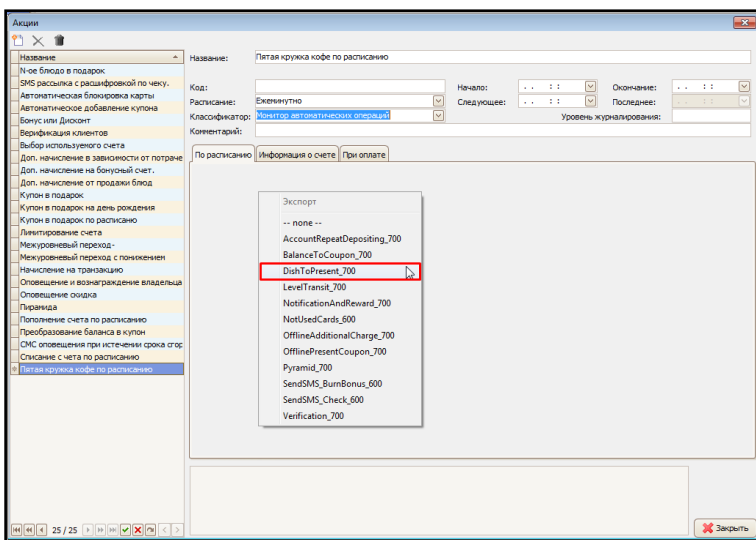 Акции
Название
N-ое блюдо в подарок
SMS рассылка с расшифровкой по чеку.
Автоматическая блокировка карты
Автоматическое добавление купона
Бонус или Дисконт
Верификация клиентов
Выбор используемого счета
Доп. начисление в зависимости от потраче
Доп. начисление на бонусный счет.
Доп. начисление от продажи блюд
Купон в подарок
Купон в подарок на день рождения
Купон в подарок по расписаню
Лимитирование счета
Межуровневый переход-
Межуровневый переход с понижением
Начисление на транзакцию
Оповещение и вознаграждение владельца
Оповещение скидка
Пирамида
Пополнение счета по расписанию
Преобразование баланса в купон
СМС оповещения при истечении срока сгор
Списание с чета по расписанию
Пятая кружка кофе по расписанию
25 / 25
Название: Пятая кружка кофе по расписанию
Код: Начало: . . : : Окончание: . . : :
Расписание: Ежеминутно Следующее: . . : : Последнее: . . : :
Классификатор: Монитор автоматических операций Уровень журналирования:
Комментарий:
По расписанию Информация о счете При оплате
Экспорт
-- none --
AccountRepeatDepositing_700
BalanceToCoupon_700
DishToPresent_700
LevelTransit_700
NotificationAndReward_700
NotUsedCards_600
OfflineAdditionalCharge_700
OfflinePresentCoupon_700
Pyramid_700
SendSMS_BurnBonus_600
SendSMS_Check_600
Verification_700
Закрыть